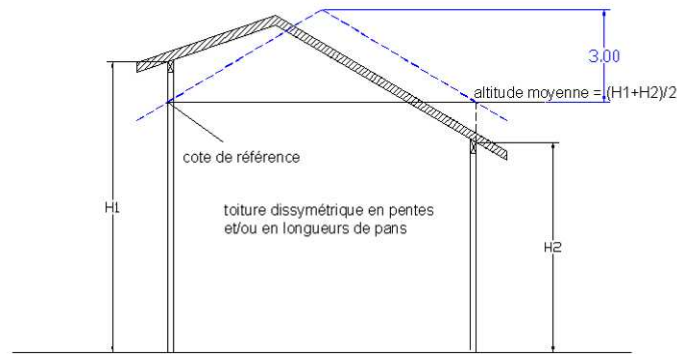 3.00
altitude moyenne = (H1+H2)/2
cote de référence
H1
toiture dissymétrique en pentes
et/ou en longueurs de pans
H2